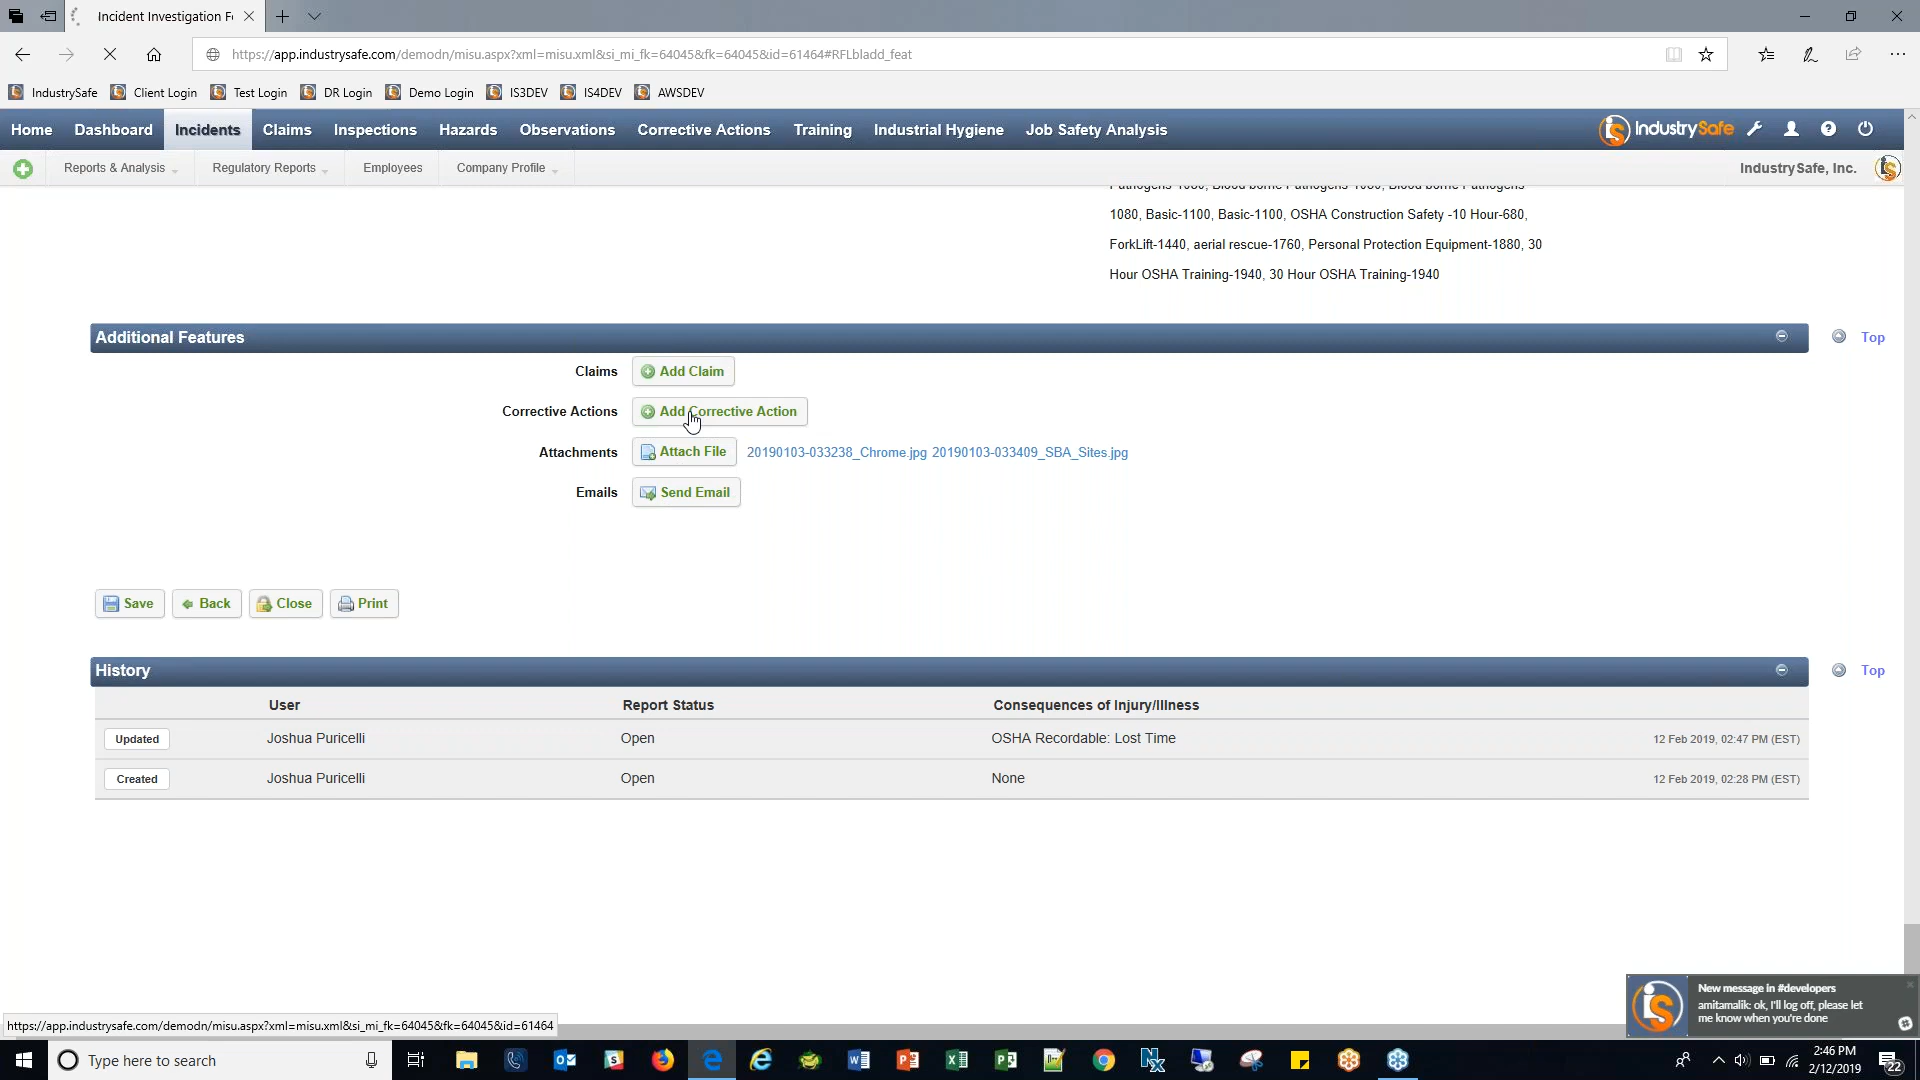 Incident Investigation F
https://app.industrysafe.com/demodn/misu.aspx?xml=misu.xml&si_mi_fk=64045&fk=64045&id=61464#RFLbladd_feat
IndustrySafe Client Login Test Login DR Login Demo Login IS3DEV IS4DEV AWSDEV
Home Dashboard Incidents Claims Inspections Hazards Observations Corrective Actions Training Industrial Hygiene Job Safety Analysis IndustrySafe
Reports & Analysis Regulatory Reports Employees Company Profile IndustrySafe, Inc.
Pathogens-1080, Blood borne Pathogens-1080, Blood borne Pathogens
1080, Basic-1100, Basic-1100, OSHA Construction Safety -10 Hour-680,
ForkLift-1440, aerial rescue-1760, Personal Protection Equipment-1880, 30
Hour OSHA Training-1940, 30 Hour OSHA Training-1940
Additional Features Top
Claims Add Claim
Corrective Actions Add Corrective Action
Attachments Attach File 20190103-033238_Chrome.jpg 20190103-033409_SBA_Sites.jpg
Emails Send Email
Save Back Close Print
History Top
User Report Status Consequences of Injury/Illness
Updated Joshua Puricelli Open OSHA Recordable: Lost Time 12 Feb 2019, 02:47 PM (EST)
Created Joshua Puricelli Open None 12 Feb 2019, 02:28 PM (EST)
New message in #developers
amitamalik: ok, I'll log off, please let
me know when you're done
https://app.industrysafe.com/demodn/misu.aspx?xml=misu.xml&si_mi_fk=64045&fk=64045&id=61464
Type here to search
2:46 PM
2/12/2019
22